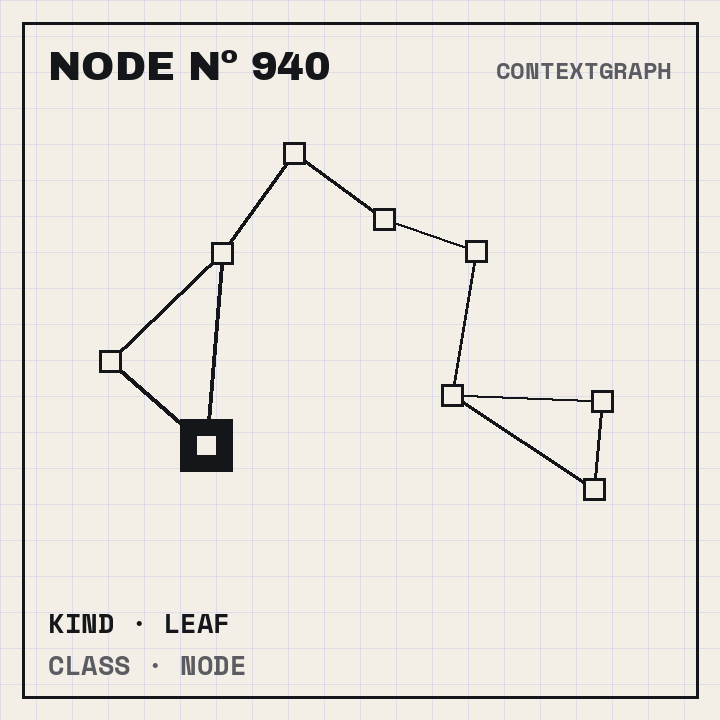 NODE Nº 940
CONTEXTGRAPH
KIND · LEAF
CLASS · NODE